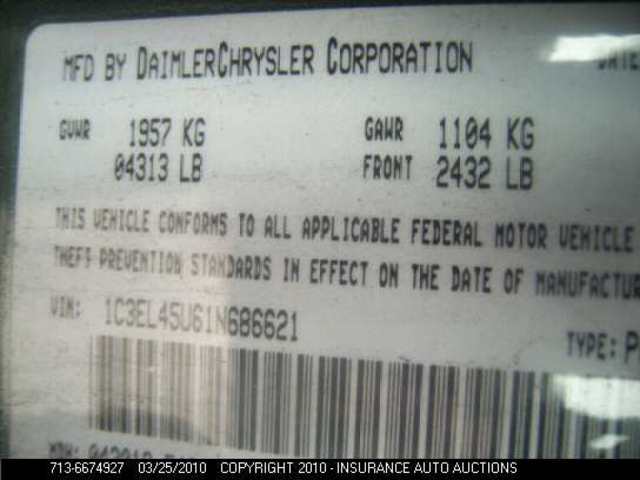 MFD BY DAIMLERCHRYSLER CORPORATION DATE
GVWR 1957 KG GAWR 1104 KG
04313 LB FRONT 2432 LB
THIS VEHICLE CONFORMS TO ALL APPLICABLE FEDERAL MOTOR VEHICLE
THEFT PREVENTION STANDARDS IN EFFECT ON THE DATE OF MANUFACTUR
VIN: 1C3EL45U61N686621
TYPE: P
MDH:
713-6674927 03/25/2010 COPYRIGHT 2010 - INSURANCE AUTO AUCTIONS